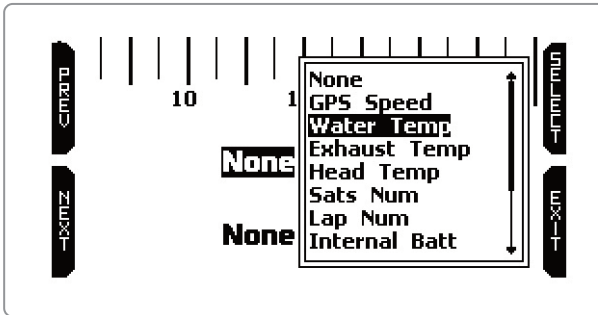 PREV
SELECT
10
1
None
GPS Speed
Water Temp
Exhaust Temp
Head Temp
Sats Num
Lap Num
Internal Batt
None
None
NEXT
EXIT